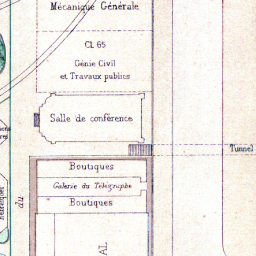 Mécanique Générale
CL 65
Génie Civil
et Travaux publics
Salle de conférence
Tunnel
Boutiques
Galerie du Télégraphe
Boutiques
du